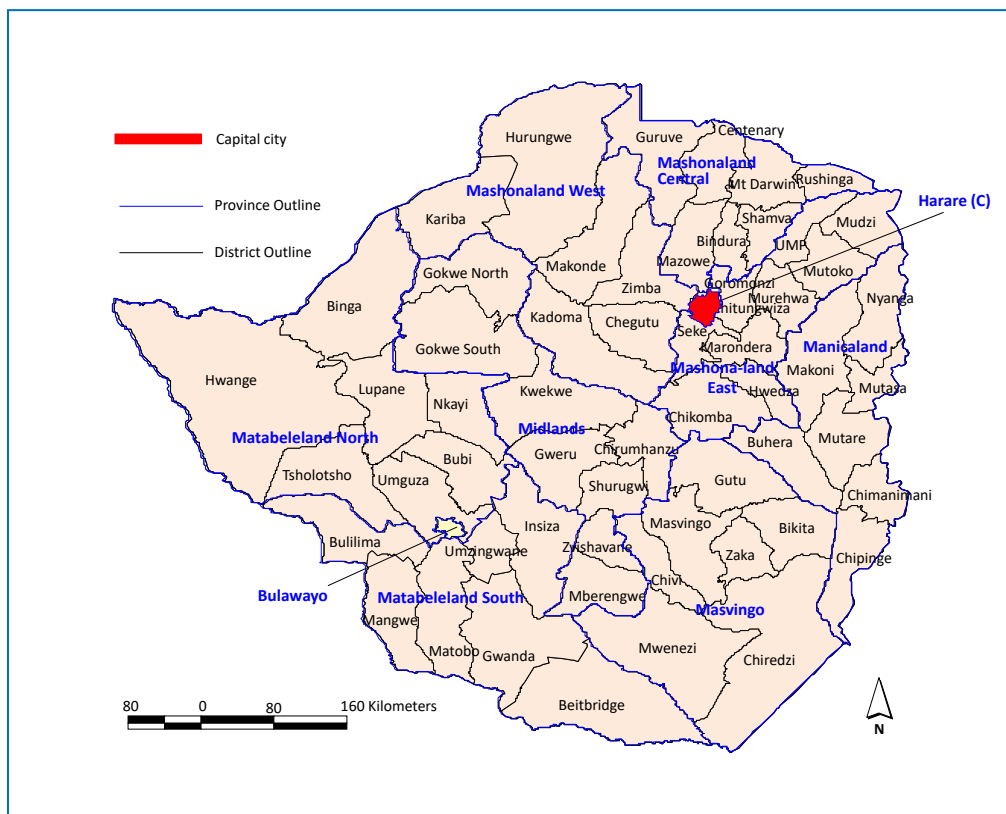 Capital city
Province Outline
District Outline
Hurungwe
Guruve
Centenary
Mashonaland
Central
Mt Darwin
Rushinga
Mashonaland West
Harare (C)
Kariba
Shamva
Mudzi
Bindura
UMP
Mazowe
Gokwe North
Makonde
Mutoko
Zimba
Goromonzi
Murehwa
Nyanga
Binga
hitungwiza
Kadoma
Chegutu
Seke
Marondera
Manicaland
Gokwe South
Mashona-land
East
Makoni
Hwange
Lupane
Kwekwe
Hwedza
Mutasa
Nkayi
Chikomba
Midlands
Matabeleland North
Buhera
Mutare
Gweru
Chirumhanzu
Bubi
Tsholotsho
Umguza
Shurugwi
Gutu
Chimanimani
Insiza
Masvingo
Bikita
Bulilima
Umzingwane
Zvishavane
Zaka
Chipinge
Bulawayo
Matabeleland South
Chivi
Mberengwe
Masvingo
Mangwe
Matobo
Gwanda
Mwenezi
Chiredzi
Beitbridge
80 0 80 160 Kilometers
N